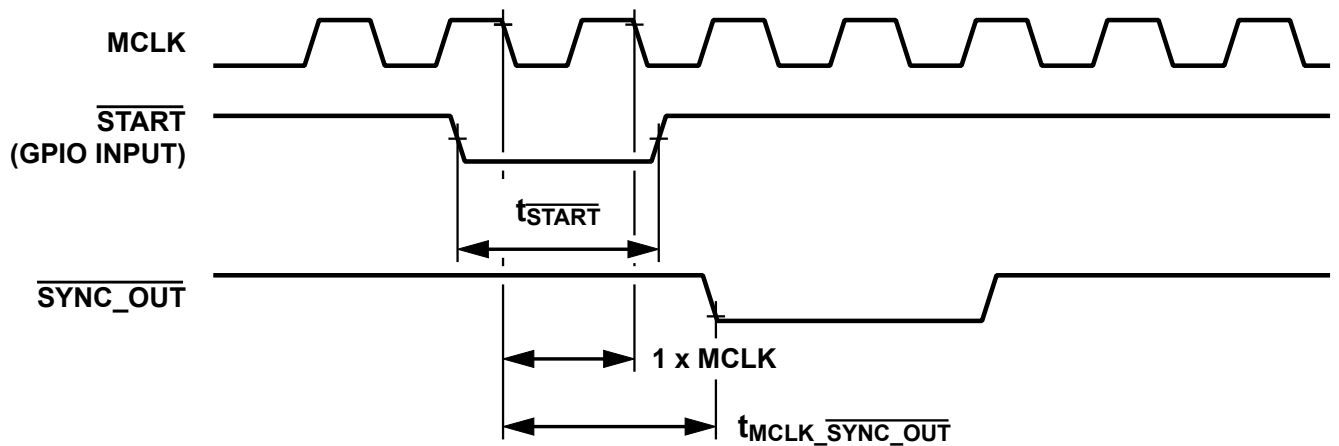 MCLK
START
(GPIO INPUT)
tSTART
SYNC_OUT
1 x MCLK
tMCLK_SYNC_OUT